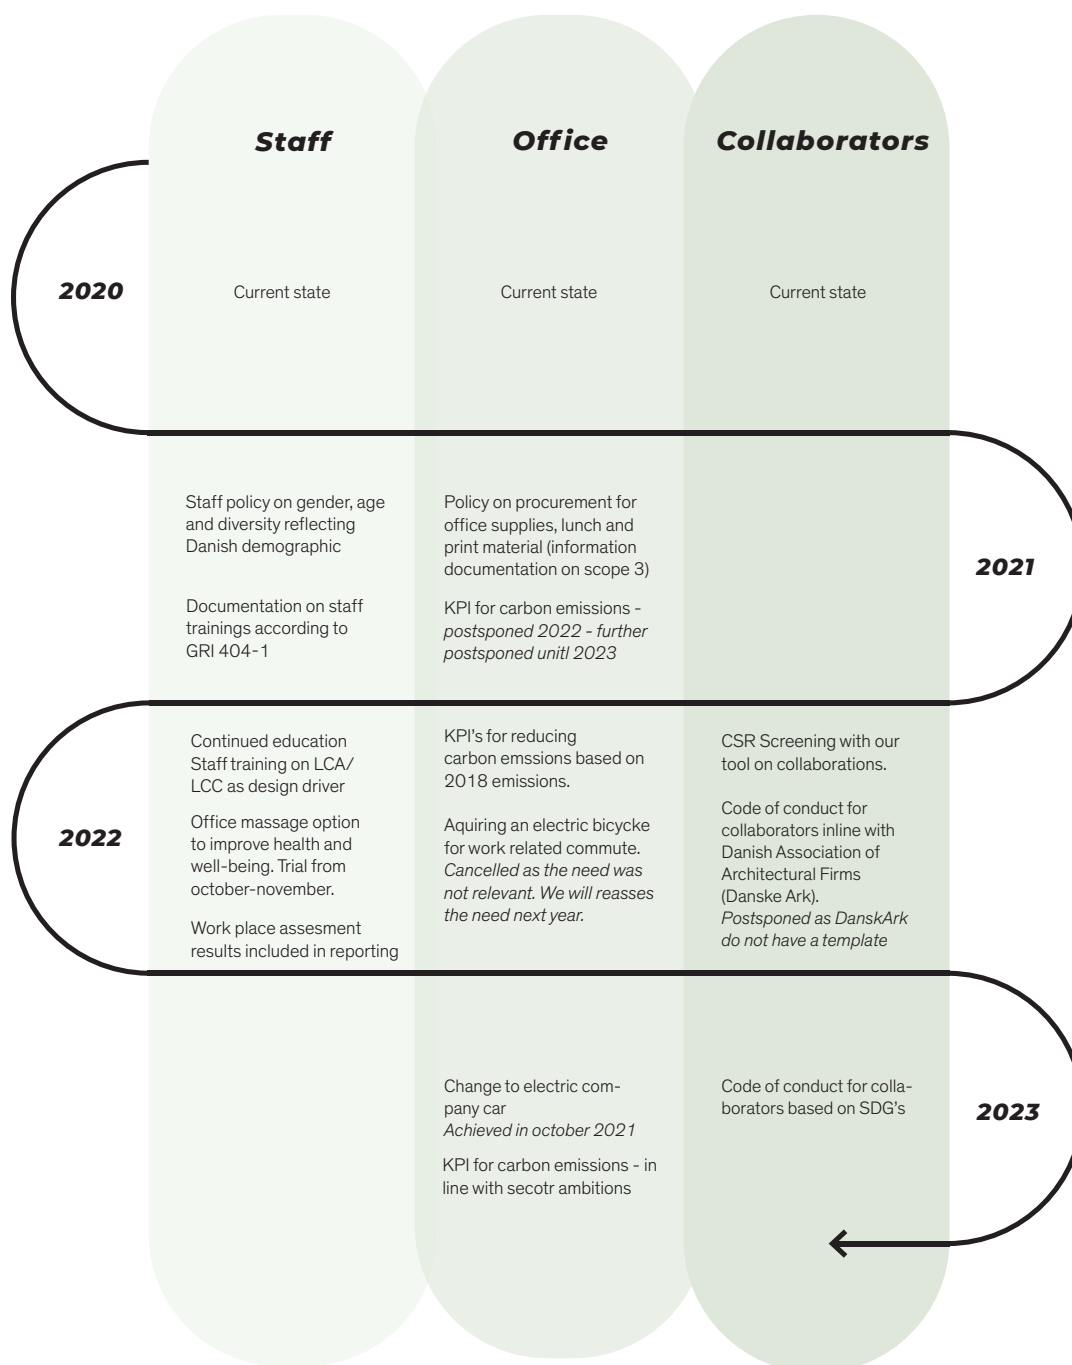 Staff
Office
Collaborators
2020
Current state
Current state
Current state
Staff policy on gender, age
and diversity reflecting
Danish demographic
Documentation on staff
trainings according to
GRI 404-1
Policy on procurement for
office supplies, lunch and
print material (information
documentation on scope 3)
KPI for carbon emissions -
postsponed 2022 - further
postsponed unitl 2023
2021
2022
Continued education
Staff training on LCA/
LCC as design driver
Office massage option
to improve health and
well-being. Trial from
october-november.
Work place assesment
results included in reporting
KPI's for reducing
carbon emssions based on
2018 emissions.
Aquiring an electric bicycke
for work related commute.
Cancelled as the need was
not relevant. We will reasses
the need next year.
CSR Screening with our
tool on collaborations.
Code of conduct for
collaborators inline with
Danish Association of
Architectural Firms
(Danske Ark).
Postsponed as DanskArk
do not have a template
Change to electric com-
pany car
Achieved in october 2021
KPI for carbon emissions - in
line with secotr ambitions
Code of conduct for colla-
borators based on SDG's
2023